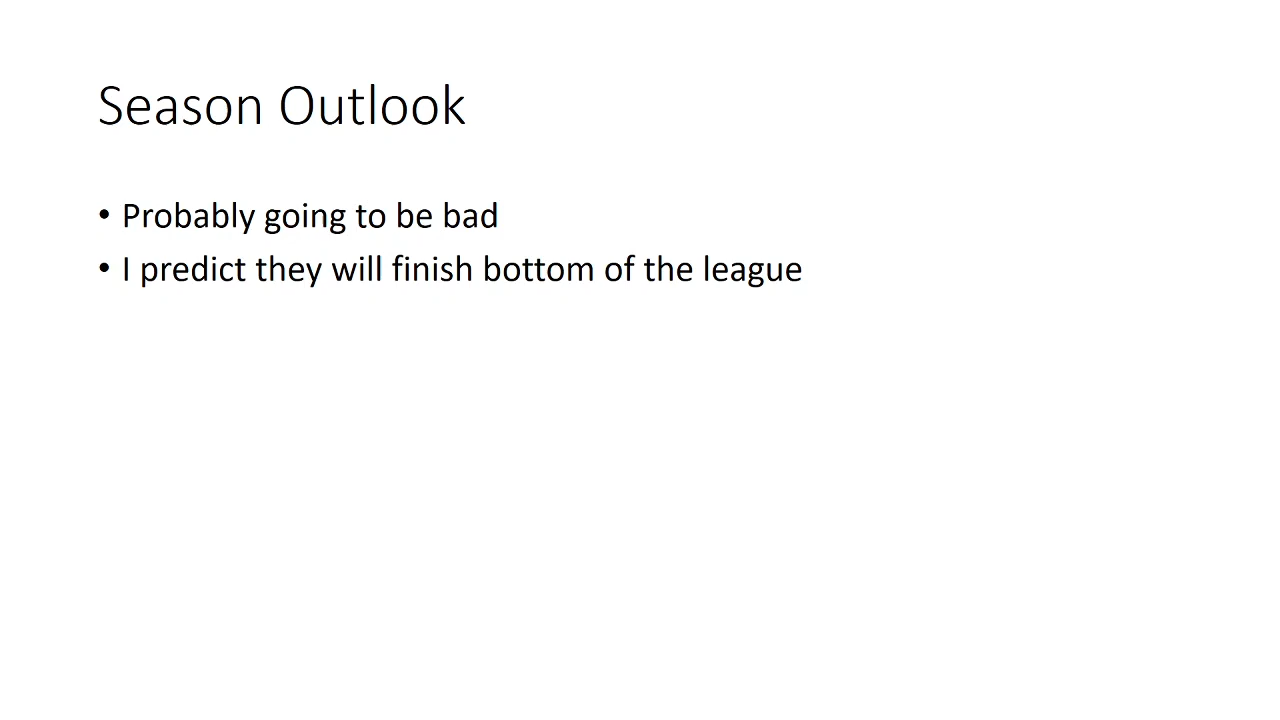 Season Outlook
• Probably going to be bad
• I predict they will finish bottom of the league